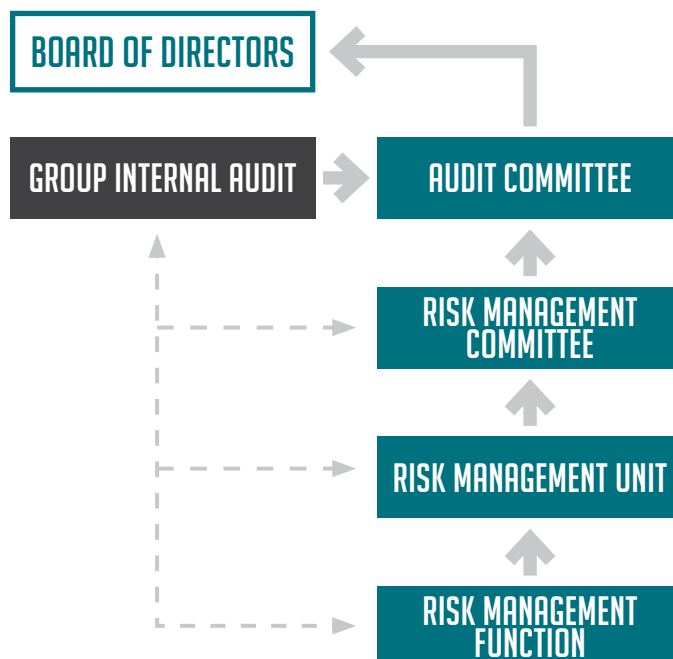 BOARD OF DIRECTORS
GROUP INTERNAL AUDIT
AUDIT COMMITTEE
RISK MANAGEMENT
COMMITTEE
RISK MANAGEMENT UNIT
RISK MANAGEMENT
FUNCTION